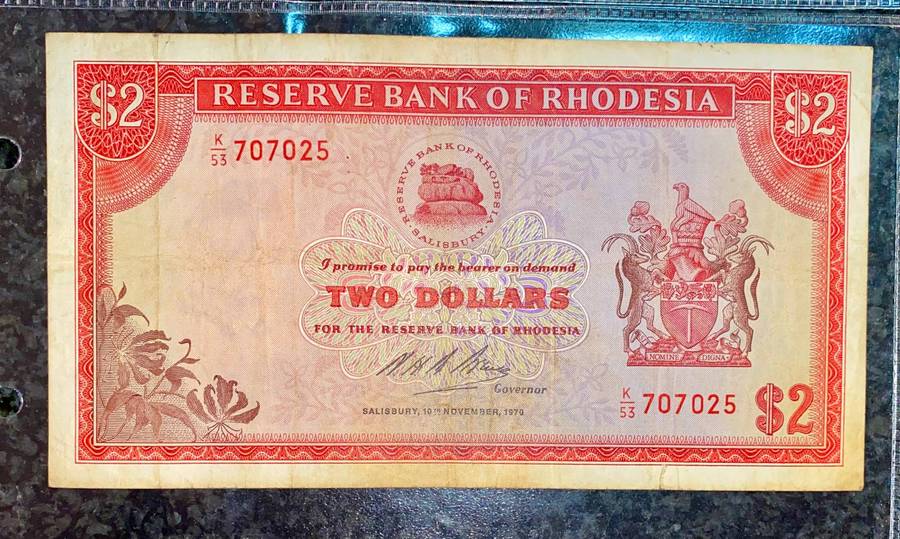 $2
RESERVE BANK OF RHODESIA
$2
K/53 707025
RESERVE BANK OF RHODESIA
SALISBURY
I promise to pay the bearer on demand
TWO DOLLARS
FOR THE RESERVE BANK OF RHODESIA
Governor
SALISBURY, 10TH NOVEMBER, 1970
NOMINE DIGNA
K/53 707025
$2